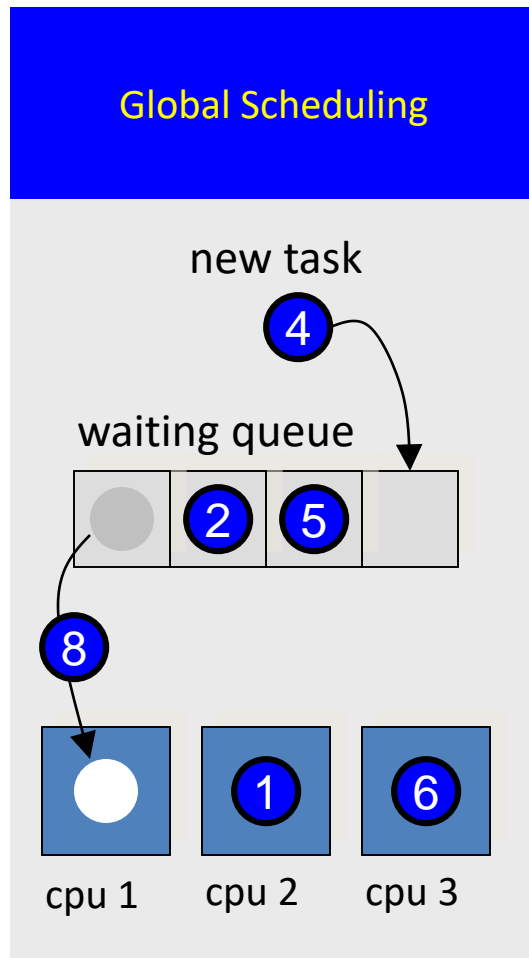 Global Scheduling
new task
4
waiting queue
2 5
8
1 6
cpu 1 cpu 2 cpu 3